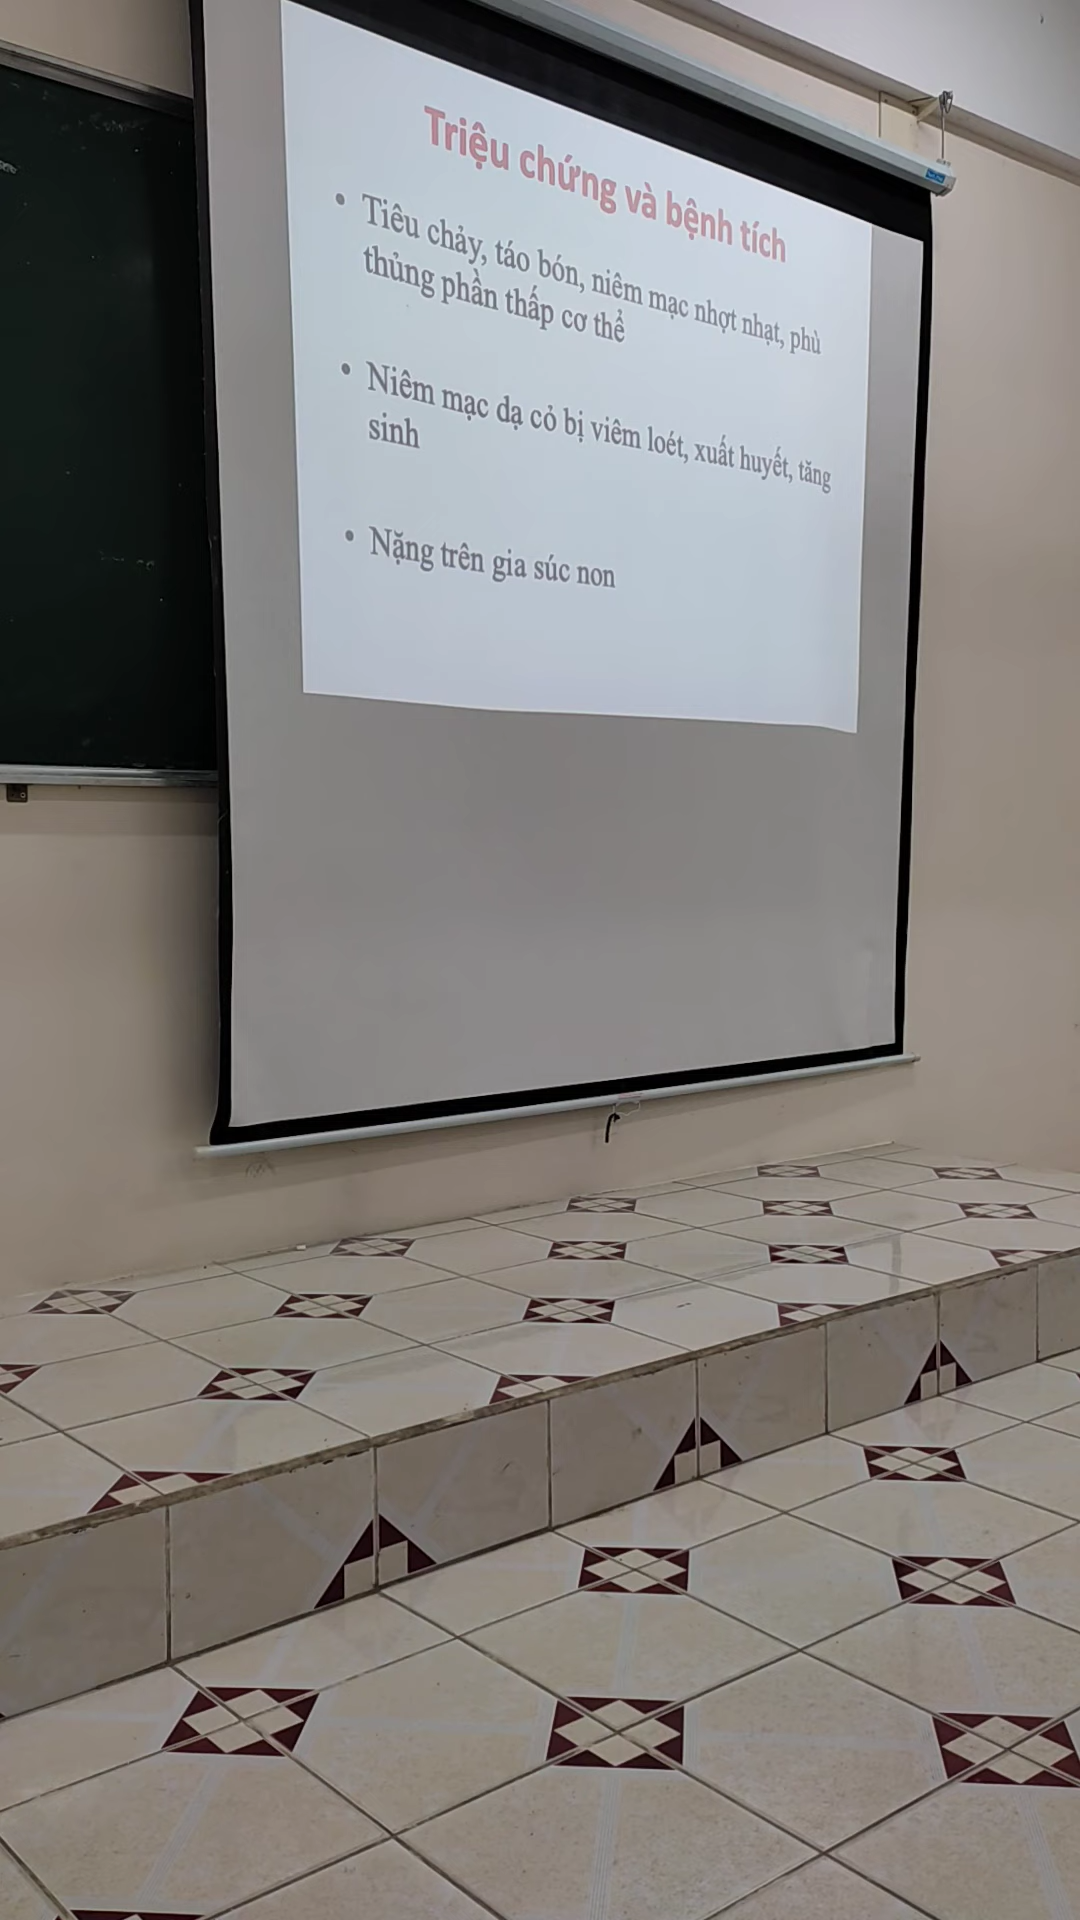 Triệu chứng và bệnh tích
• Tiêu chảy, táo bón, niêm mạc nhợt nhạt, phù
thủng phần thấp cơ thể
• Niêm mạc dạ cỏ bị viêm loét, xuất huyết, tăng
sinh
• Nặng trên gia súc non